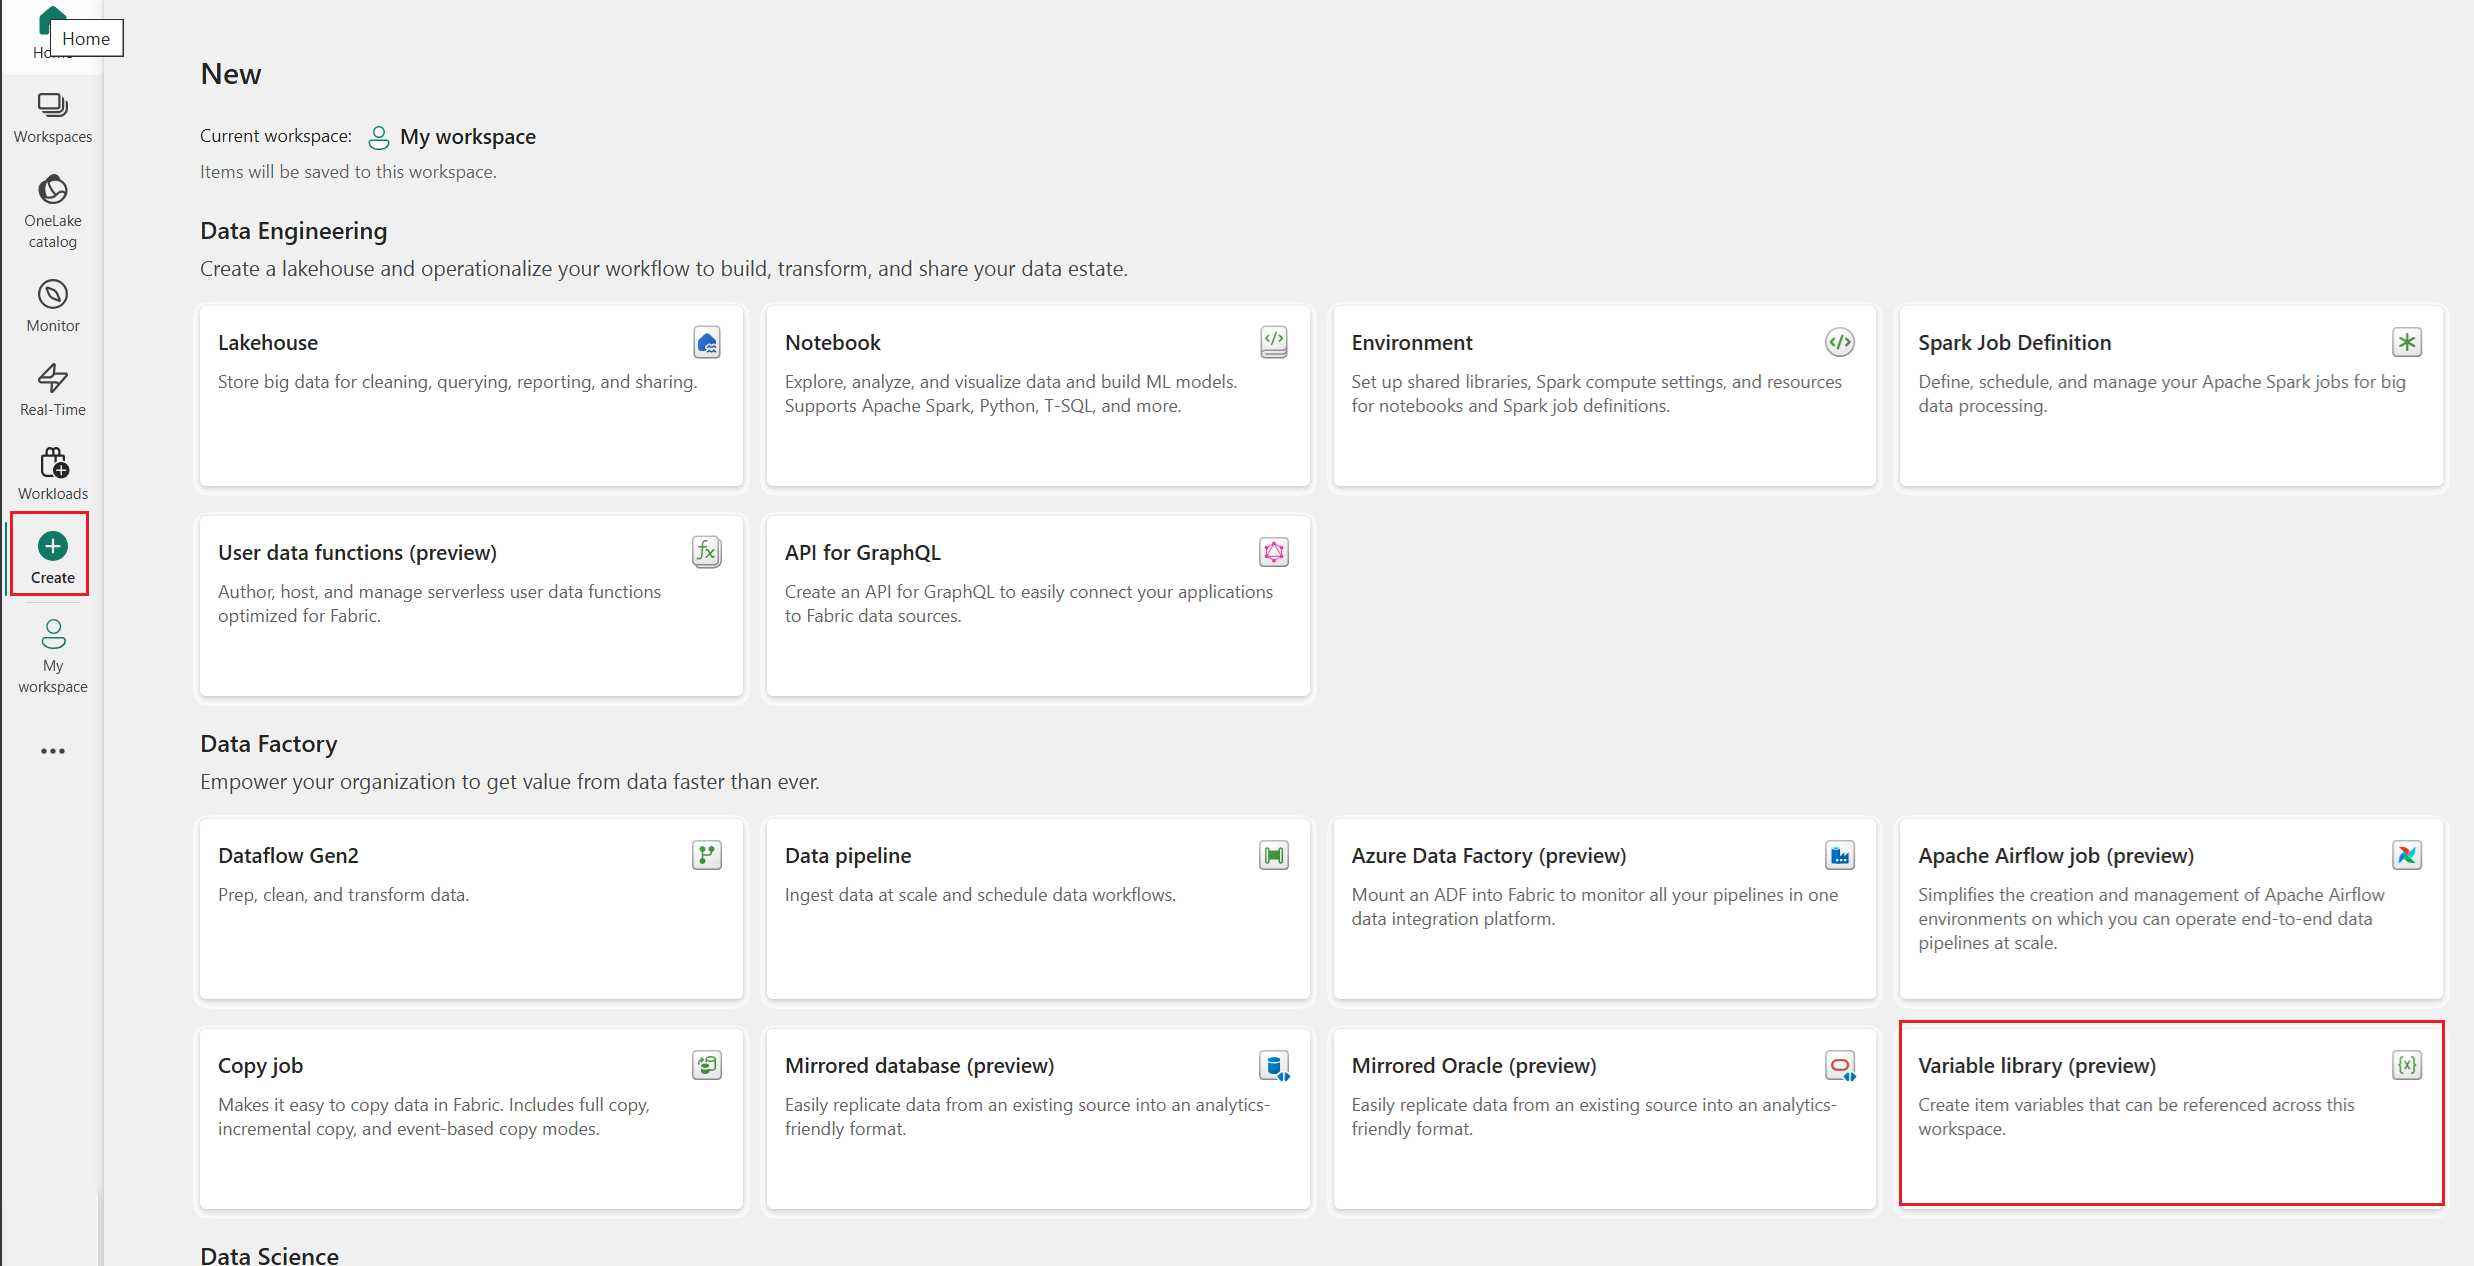 Home
Workspaces
OneLake
catalog
Monitor
Real-Time
Workloads
Create
My
workspace
New
Current workspace: My workspace
Items will be saved to this workspace.
Data Engineering
Create a lakehouse and operationalize your workflow to build, transform, and share your data estate.
Lakehouse
Store big data for cleaning, querying, reporting, and sharing.
Notebook
Explore, analyze, and visualize data and build ML models.
Supports Apache Spark, Python, T-SQL, and more.
Environment
Set up shared libraries, Spark compute settings, and resources
for notebooks and Spark job definitions.
Spark Job Definition
Define, schedule, and manage your Apache Spark jobs for big
data processing.
User data functions (preview)
Author, host, and manage serverless user data functions
optimized for Fabric.
API for GraphQL
Create an API for GraphQL to easily connect your applications
to Fabric data sources.
Data Factory
Empower your organization to get value from data faster than ever.
Dataflow Gen2
Prep, clean, and transform data.
Data pipeline
Ingest data at scale and schedule data workflows.
Azure Data Factory (preview)
Mount an ADF into Fabric to monitor all your pipelines in one
data integration platform.
Apache Airflow job (preview)
Simplifies the creation and management of Apache Airflow
environments on which you can operate end-to-end data
pipelines at scale.
Copy job
Makes it easy to copy data in Fabric. Includes full copy,
incremental copy, and event-based copy modes.
Mirrored database (preview)
Easily replicate data from an existing source into an analytics-
friendly format.
Mirrored Oracle (preview)
Easily replicate data from an existing source into an analytics-
friendly format.
Variable library (preview)
Create item variables that can be referenced across this
workspace.
Data Science